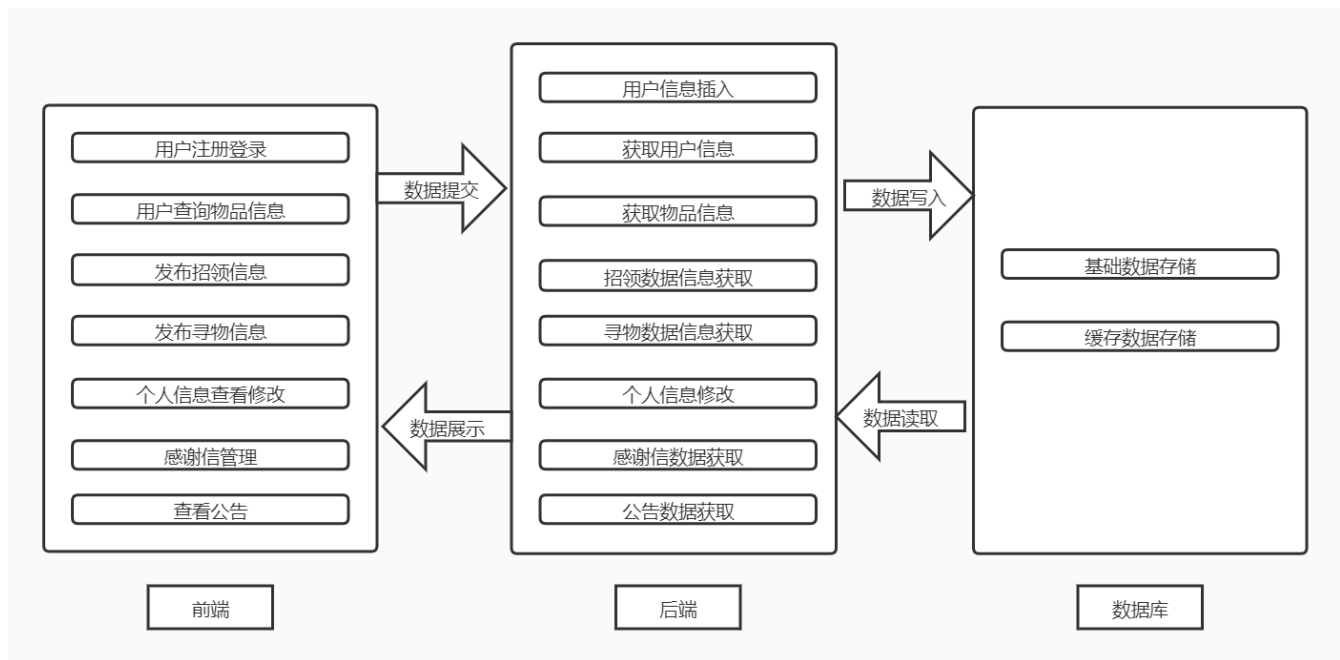 用户注册登录
用户查询物品信息
发布招领信息
发布寻物信息
个人信息查看修改
感谢信管理
查看公告
前端
数据提交
数据展示
用户信息插入
获取用户信息
获取物品信息
招领数据信息获取
寻物数据信息获取
个人信息修改
感谢信数据获取
公告数据获取
后端
数据写入
数据读取
基础数据存储
缓存数据存储
数据库